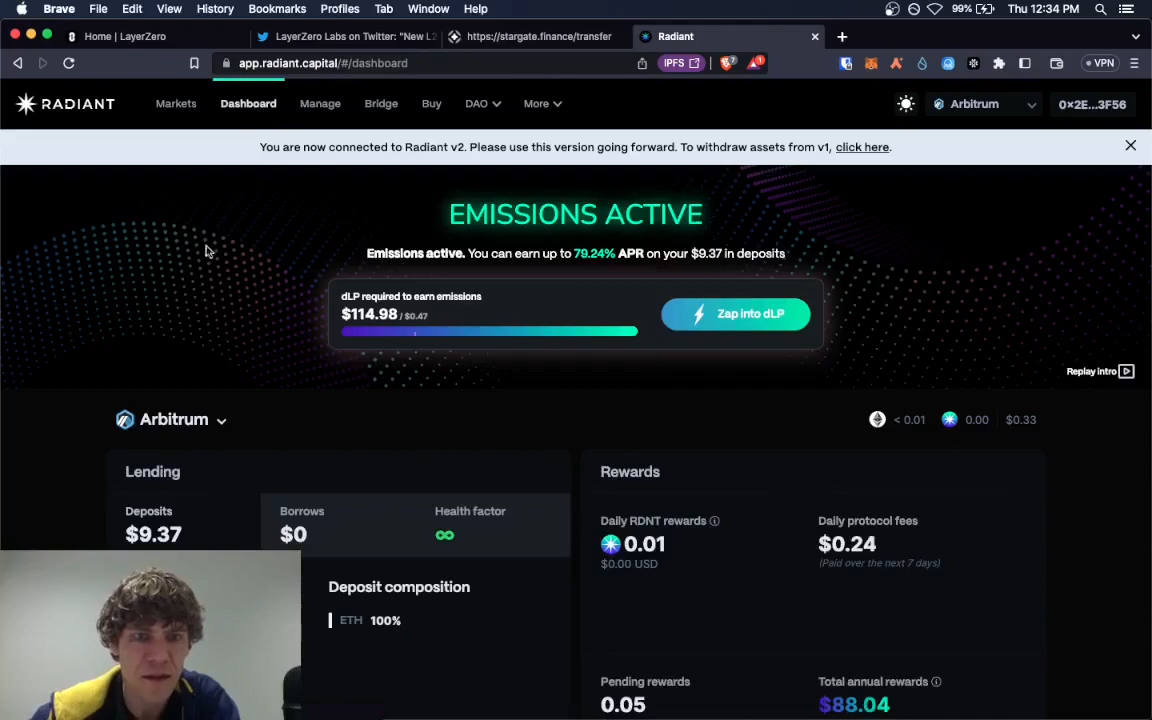 Brave File Edit View History Bookmarks Profiles Tab Window Help 99% Thu 12:34 PM
Home | LayerZero LayerZero Labs on Twitter: "New L2 https://stargate.finance/transfer Radiant
app.radiant.capital/#/dashboard IPFS 7 1 VPN
RADIANT Markets Dashboard Manage Bridge Buy DAO More Arbitrum 0×2E...3F56
You are now connected to Radiant v2. Please use this version going forward. To withdraw assets from v1, click here.
EMISSIONS ACTIVE
Emissions active. You can earn up to 79.24% APR on your $9.37 in deposits
dLP required to earn emissions
$114.98 / $0.47
Zap into dLP
Replay intro
Arbitrum < 0.01 0.00 $0.33
Lending
Deposits Borrows Health factor
$9.37 $0 ∞
Deposit composition
ETH 100%
Rewards
Daily RDNT rewards Daily protocol fees
0.01 $0.24
$0.00 USD (Paid over the next 7 days)
Pending rewards Total annual rewards
0.05 $88.04